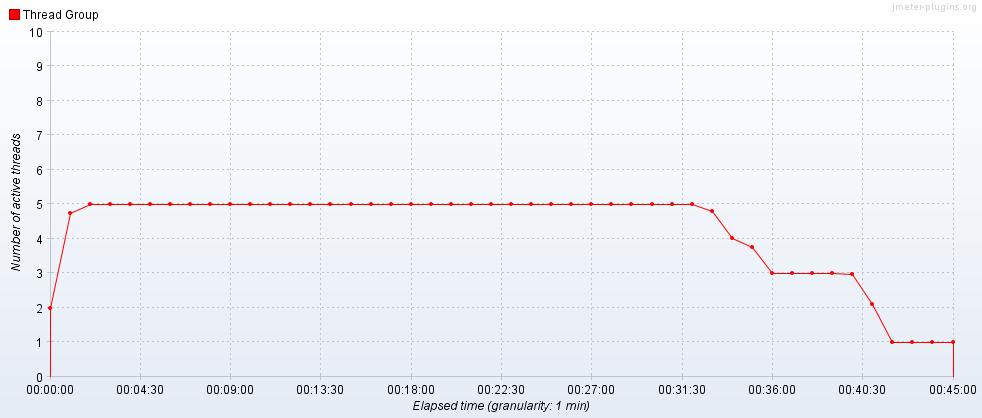 jmeter-plugins.org
Thread Group
10
9
8
7
6
5
4
3
2
1
0
Number of active threads
00:00:00 00:04:30 00:09:00 00:13:30 00:18:00 00:22:30 00:27:00 00:31:30 00:36:00 00:40:30 00:45:00
Elapsed time (granularity: 1 min)